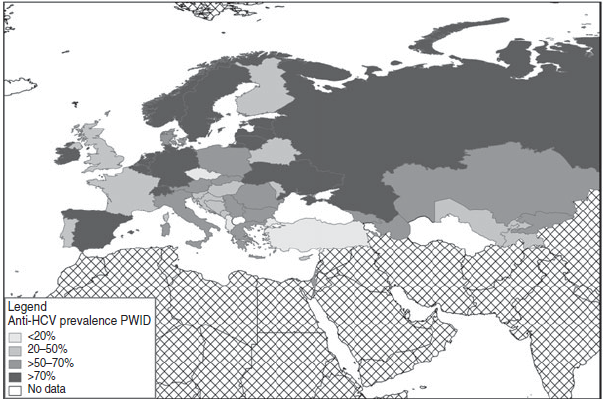 Legend
Anti-HCV prevalence PWID
<20%
20–50%
>50–70%
>70%
No data